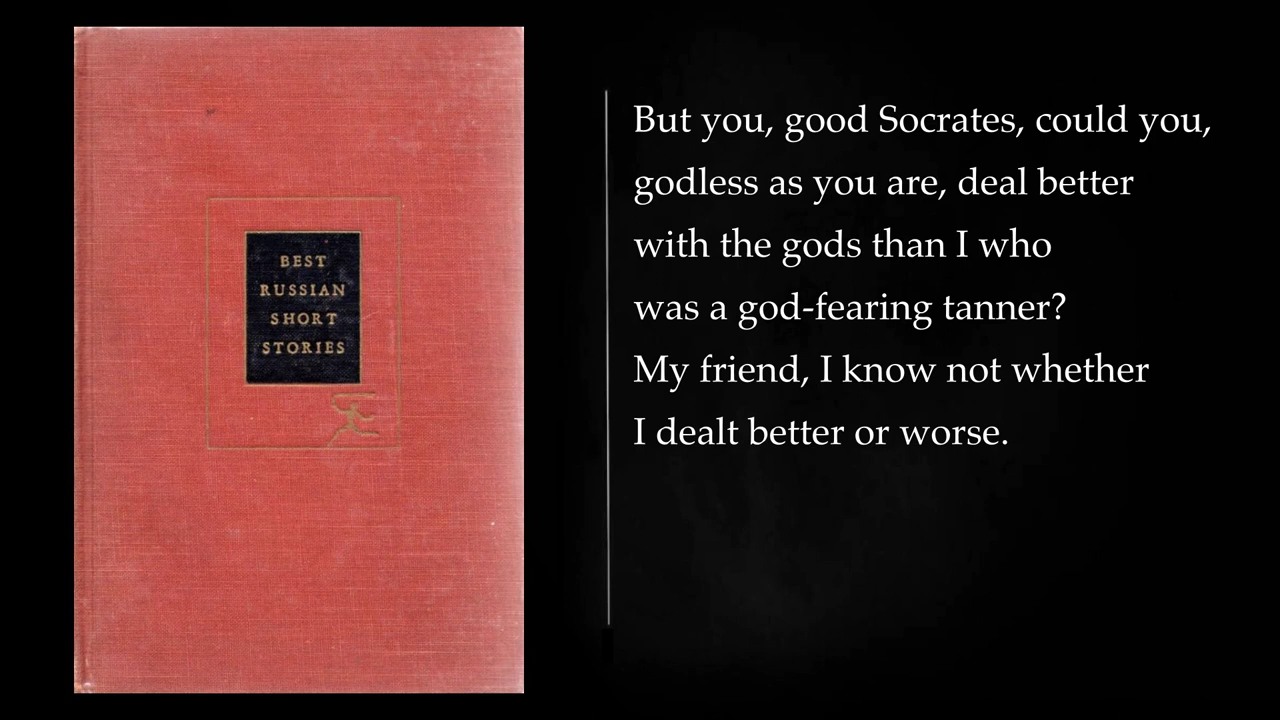 BEST
RUSSIAN
SHORT
STORIES
But you, good Socrates, could you,
godless as you are, deal better
with the gods than I who
was a god-fearing tanner?
My friend, I know not whether
I dealt better or worse.